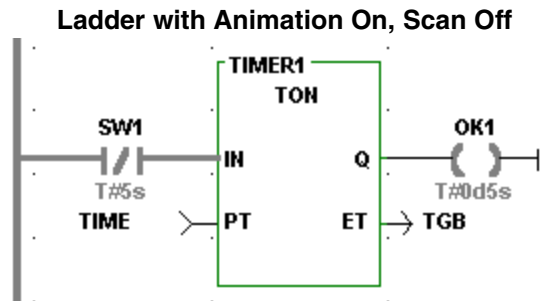 Ladder with Animation On, Scan Off
TIMER1
TON
SW1
OK1
IN
Q
T#5s
T#0d5s
TIME
PT
ET
TGB